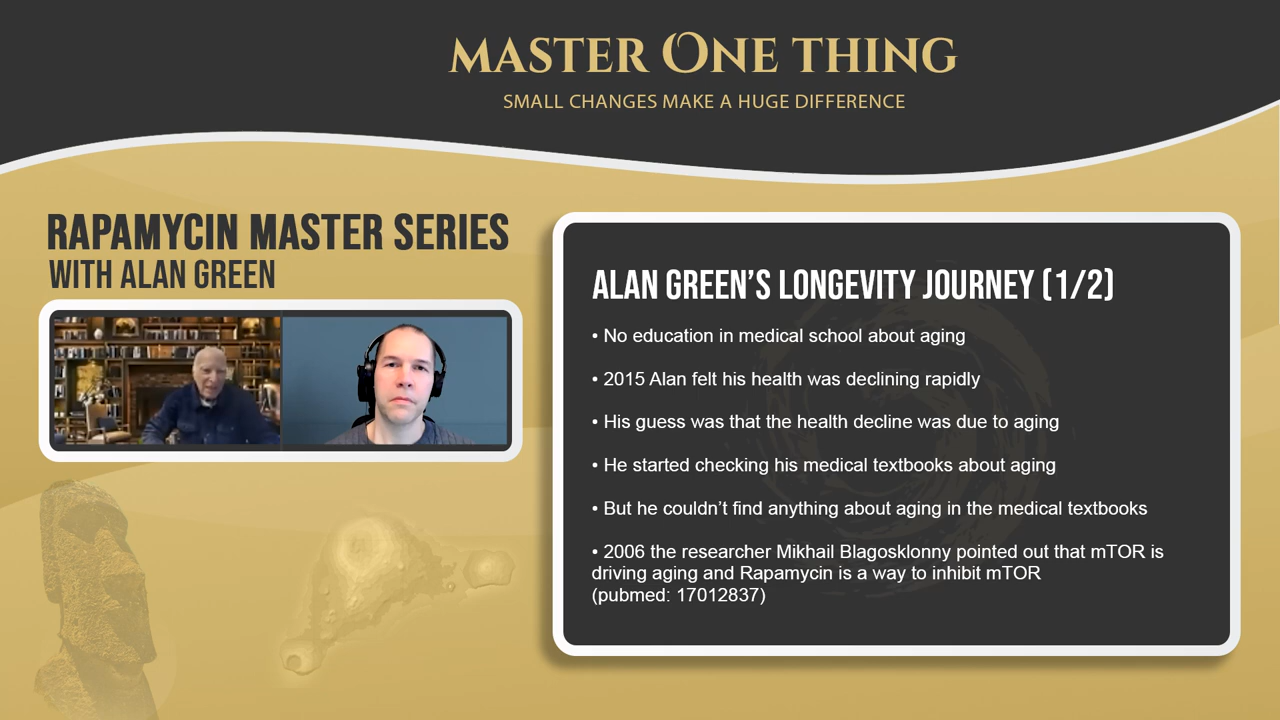 MASTER ONE THING
SMALL CHANGES MAKE A HUGE DIFFERENCE
RAPAMYCIN MASTER SERIES
WITH ALAN GREEN
ALAN GREEN’S LONGEVITY JOURNEY (1/2)
• No education in medical school about aging
• 2015 Alan felt his health was declining rapidly
• His guess was that the health decline was due to aging
• He started checking his medical textbooks about aging
• But he couldn’t find anything about aging in the medical textbooks
• 2006 the researcher Mikhail Blagosklonny pointed out that mTOR is
driving aging and Rapamycin is a way to inhibit mTOR
(pubmed: 17012837)